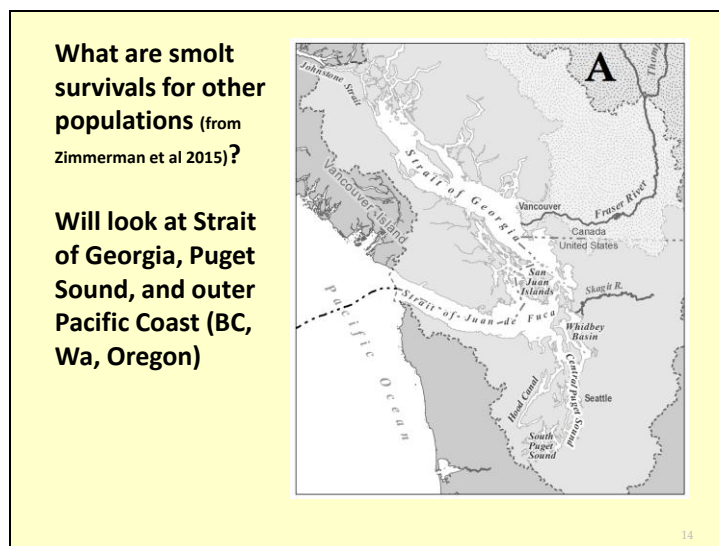 What are smolt
survivals for other
populations (from
Zimmerman et al 2015)?
Will look at Strait
of Georgia, Puget
Sound, and outer
Pacific Coast (BC,
Wa, Oregon)
A
Johnstone Strait
Thomp
Strait of Georgia
Vancouver Island
Vancouver
Fraser River
Canada
United States
San
Juan
Islands
Skagit R.
Strait of Juan de Fuca
Whidbey
Basin
Pacific Ocean
Hood Canal
Central Puget Sound
Seattle
South
Puget
Sound
14